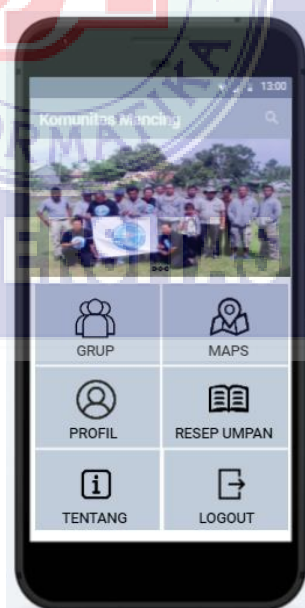 13:00
Komunitas Mancing
GRUP
MAPS
PROFIL
RESEP UMPAN
TENTANG
LOGOUT